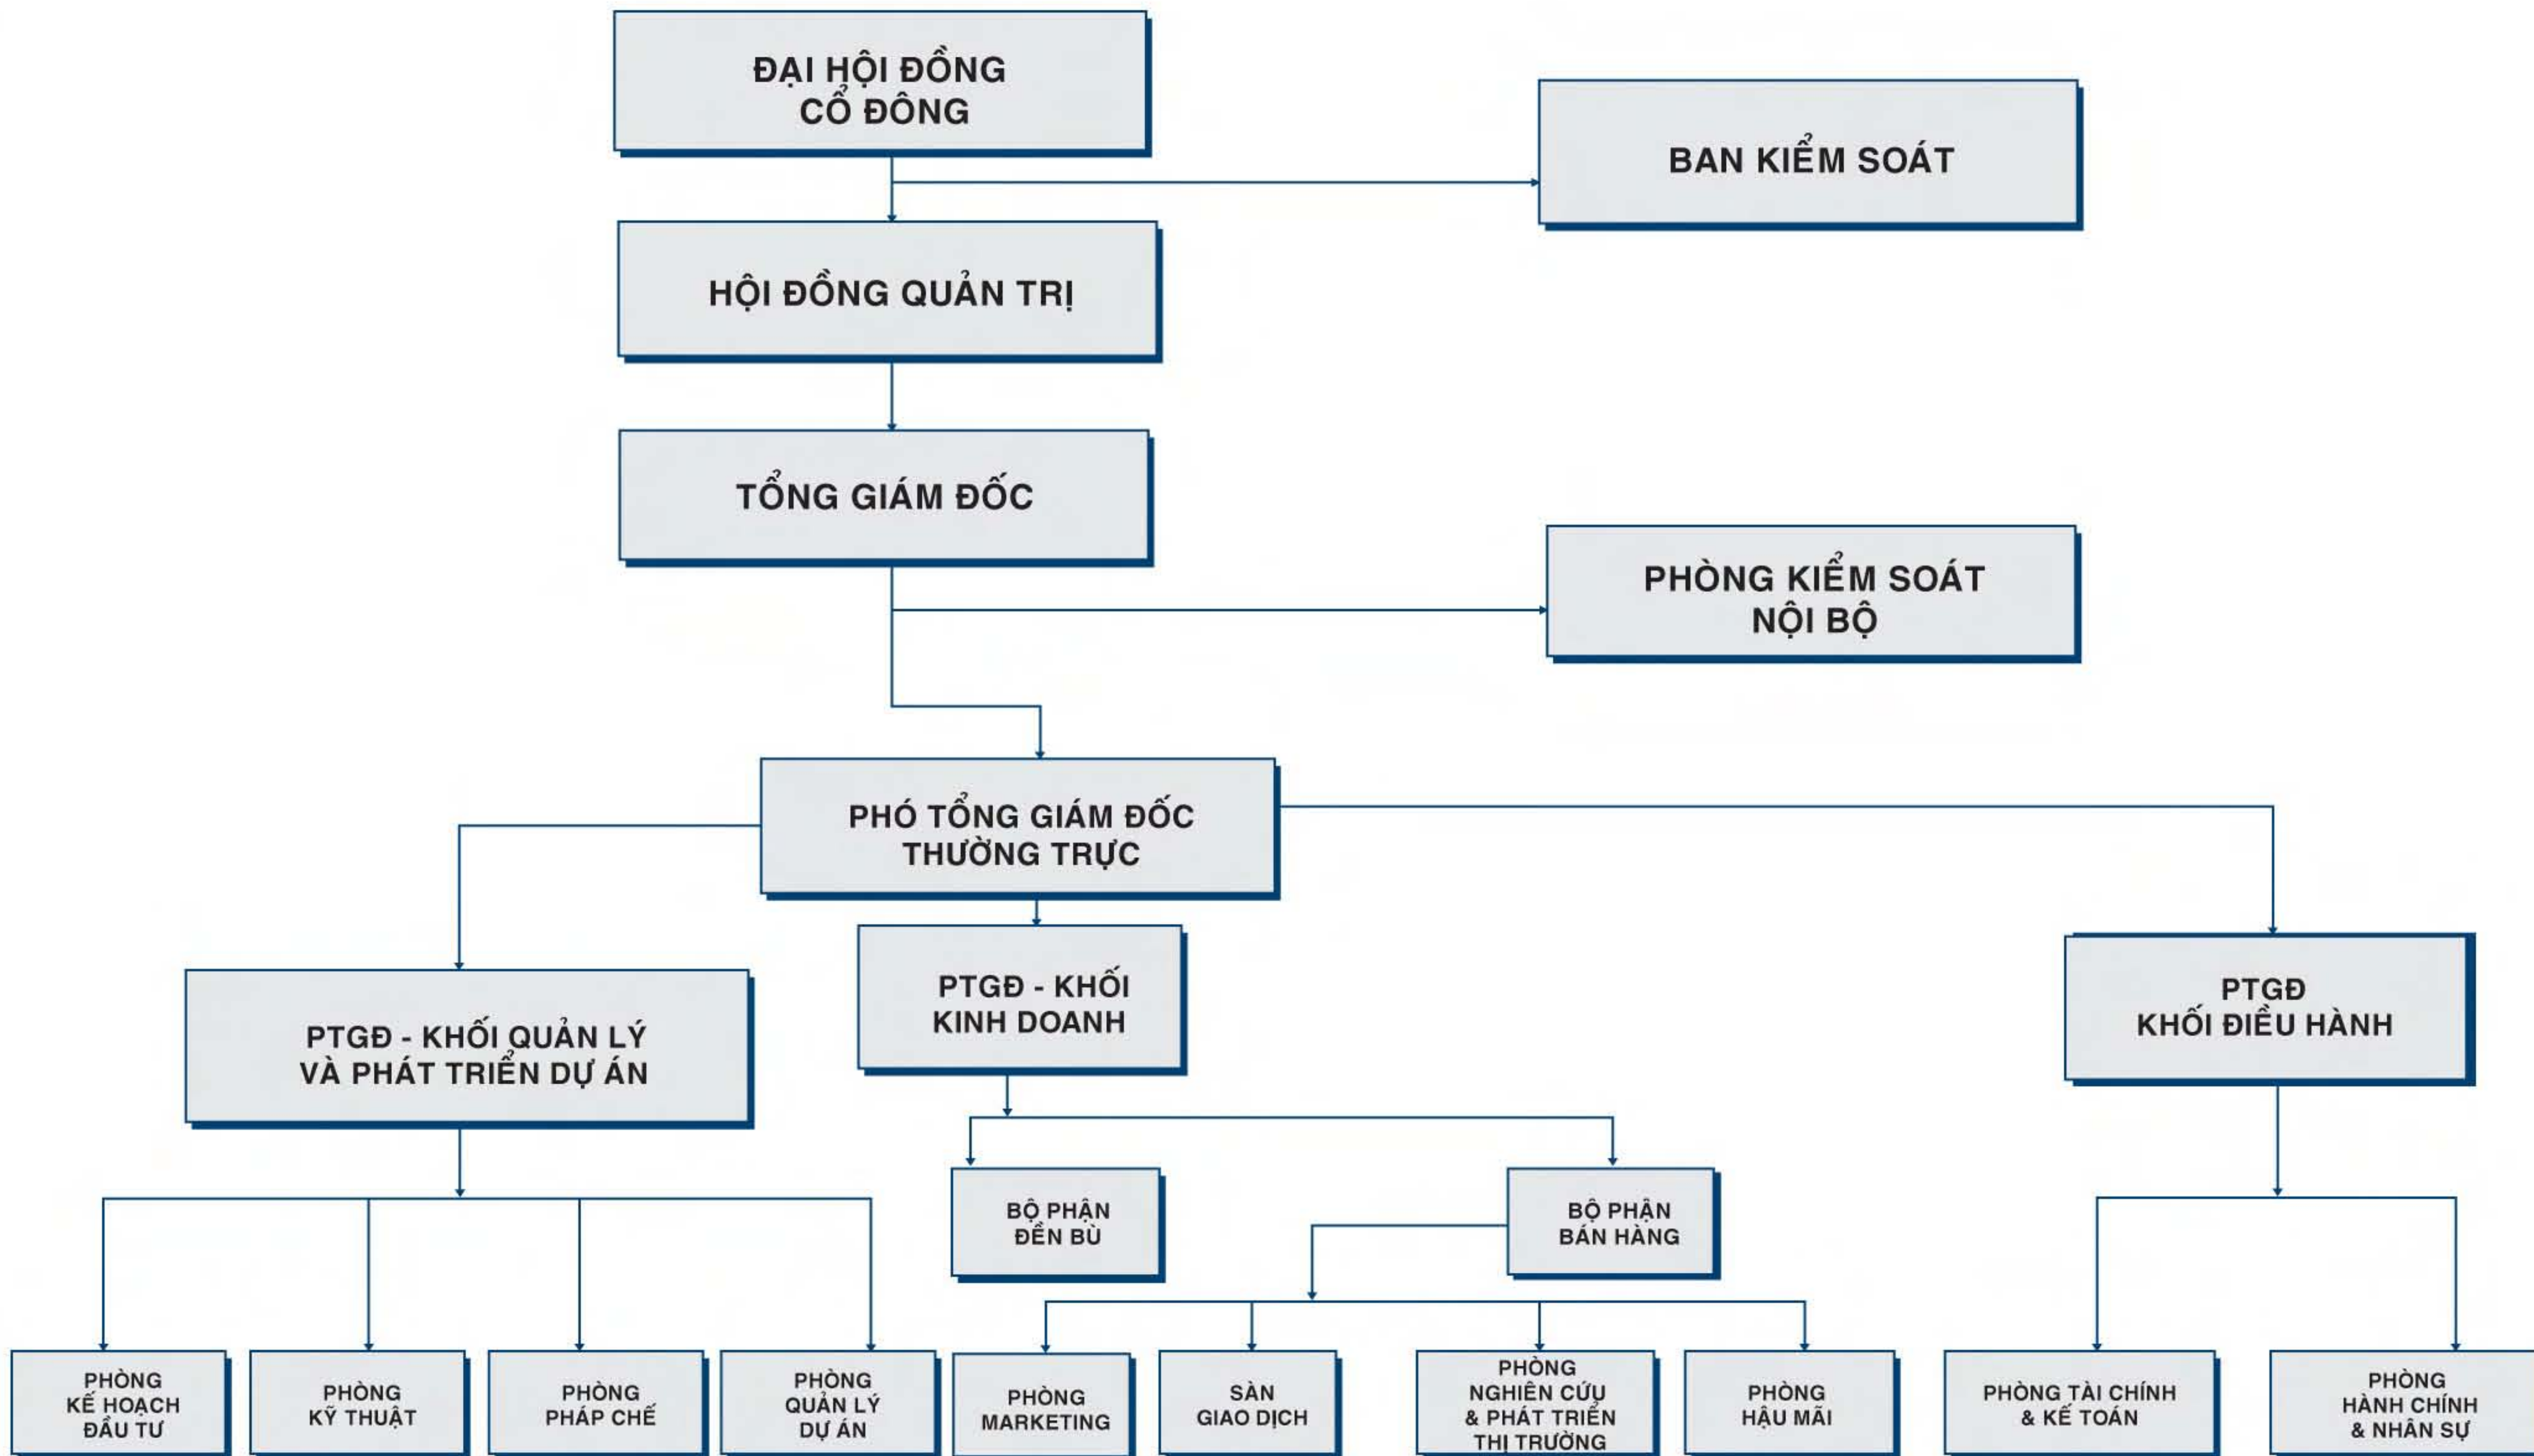 ĐẠI HỘI ĐỒNG
CỔ ĐÔNG
BAN KIỂM SOÁT
HỘI ĐỒNG QUẢN TRỊ
TỔNG GIÁM ĐỐC
PHÒNG KIỂM SOÁT
NỘI BỘ
PHÓ TỔNG GIÁM ĐỐC
THƯỜNG TRỰC
PTGĐ - KHỐI QUẢN LÝ
VÀ PHÁT TRIỂN DỰ ÁN
PTGĐ - KHỐI
KINH DOANH
PTGĐ
KHỐI ĐIỀU HÀNH
BỘ PHẬN
ĐỀN BÙ
BỘ PHẬN
BÁN HÀNG
PHÒNG
KẾ HOẠCH
ĐẦU TƯ
PHÒNG
KỸ THUẬT
PHÒNG
PHÁP CHẾ
PHÒNG
QUẢN LÝ
DỰ ÁN
PHÒNG
MARKETING
SÀN
GIAO DỊCH
PHÒNG
NGHIÊN CỨU
& PHÁT TRIỂN
THỊ TRƯỜNG
PHÒNG
HẬU MÃI
PHÒNG TÀI CHÍNH
& KẾ TOÁN
PHÒNG
HÀNH CHÍNH
& NHÂN SỰ